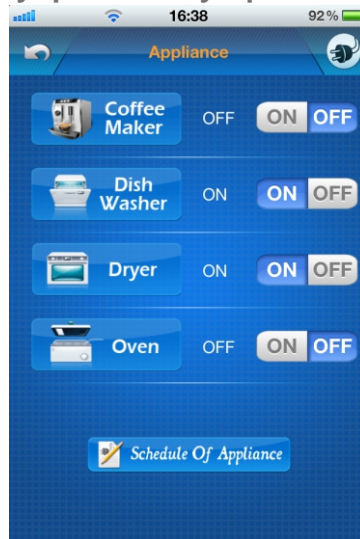 16:38
92%
Appliance
Coffee
Maker
OFF
ON OFF
Dish
Washer
ON
ON OFF
Dryer
ON
ON OFF
Oven
OFF
ON OFF
Schedule Of Appliance